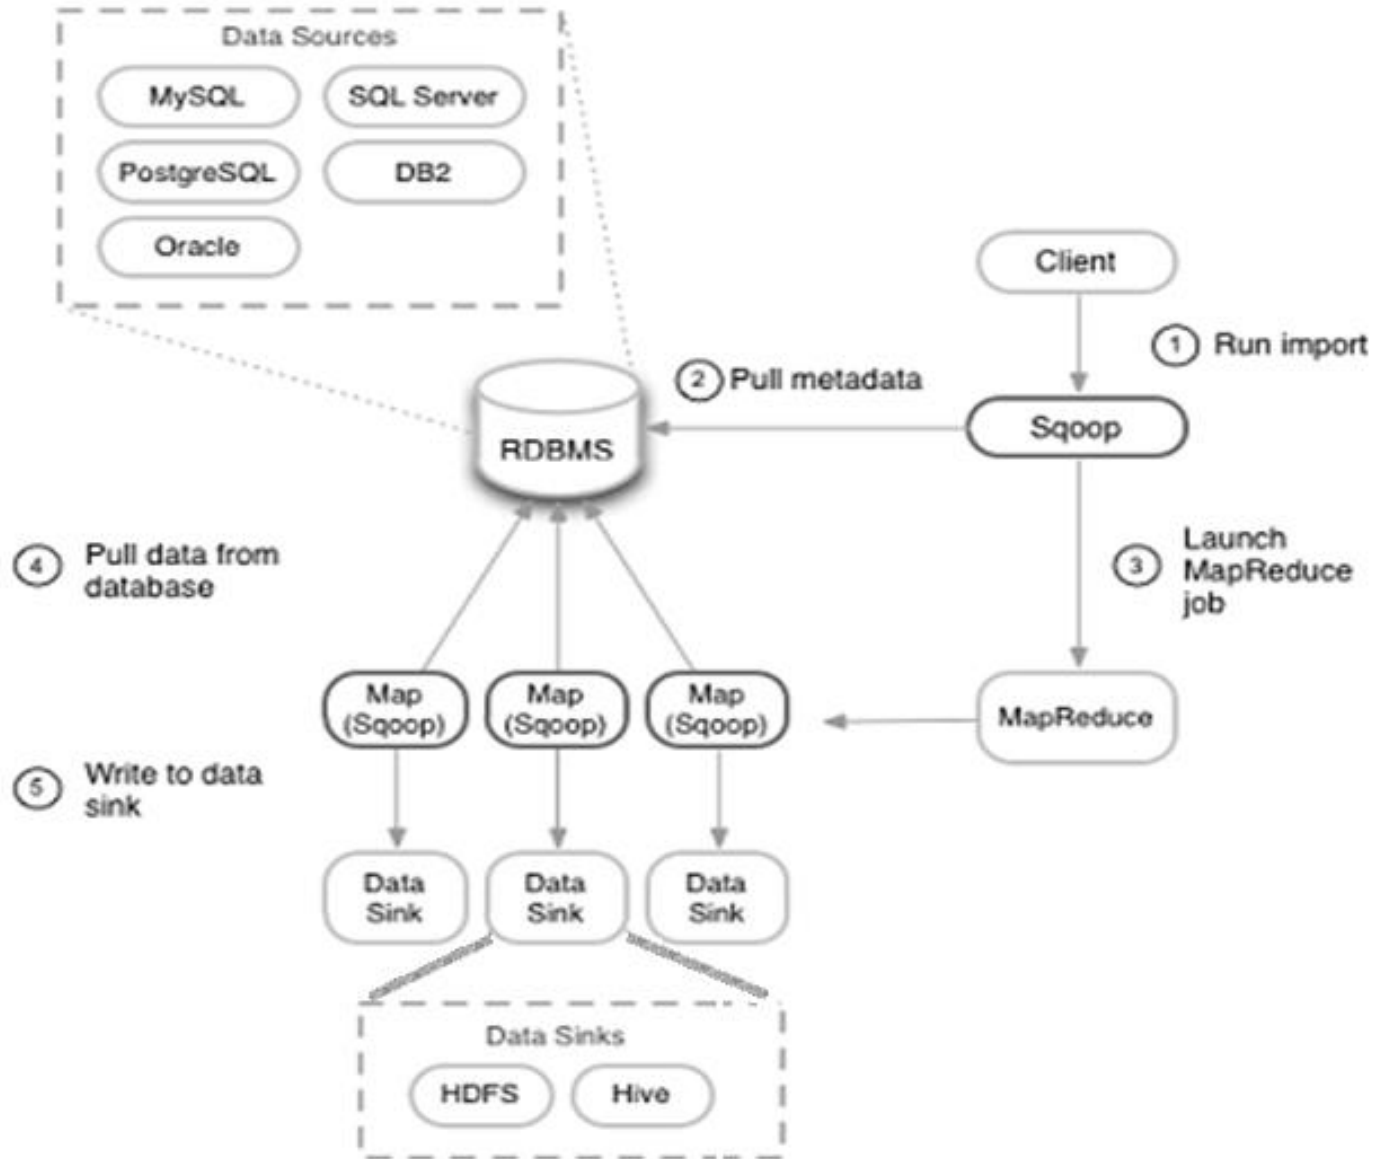 Data Sources
MySQL
SQL Server
PostgreSQL
DB2
Oracle
Client
1 Run import
2 Pull metadata
Sqoop
RDBMS
4 Pull data from
database
3 Launch
MapReduce
job
Map
(Sqoop)
Map
(Sqoop)
Map
(Sqoop)
MapReduce
5 Write to data
sink
Data
Sink
Data
Sink
Data
Sink
Data Sinks
HDFS
Hive